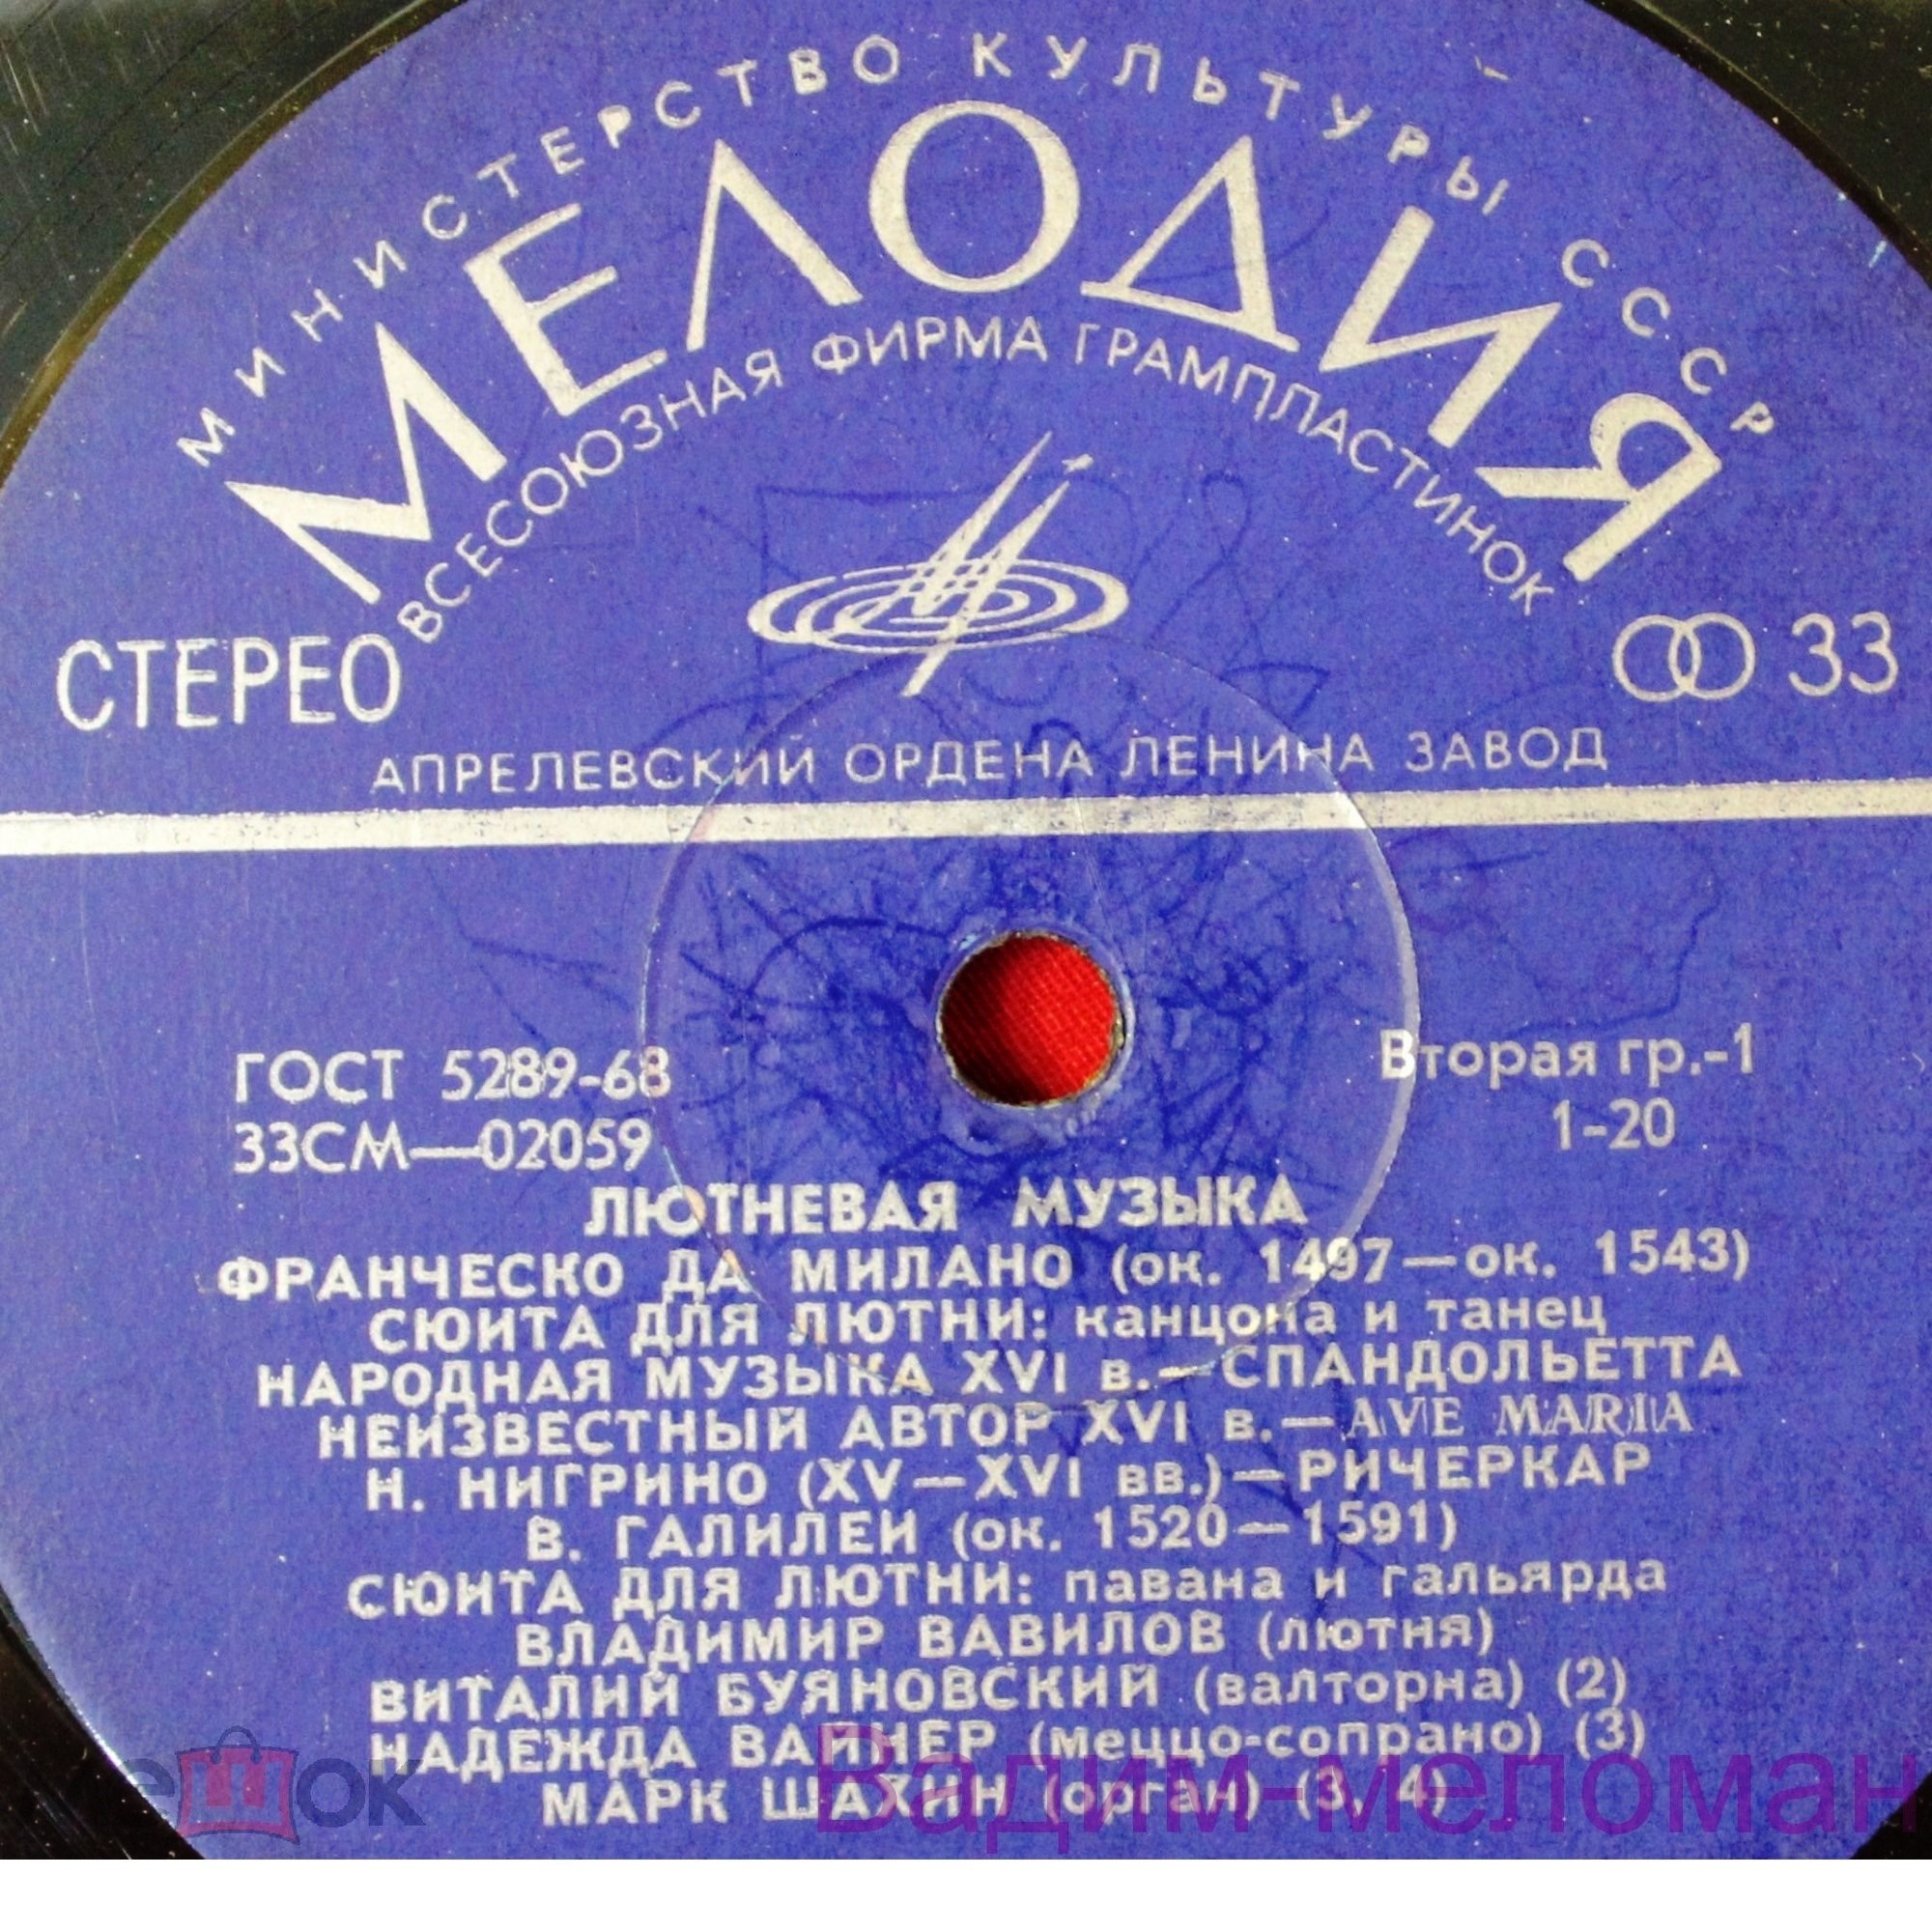 МИНИСТЕРСТВО КУЛЬТУРЫ СССР
МЕЛОДИЯ
ВСЕСОЮЗНАЯ ФИРМА ГРАМПЛАСТИНОК
СТЕРЕО
33
АПРЕЛЕВСКИЙ ОРДЕНА ЛЕНИНА ЗАВОД
ГОСТ 5289-68
Вторая гр.-1
33СМ—02059
1-20
ЛЮТНЕВАЯ МУЗЫКА
ФРАНЧЕСКО ДА МИЛАНО (ок. 1497—ок. 1543)
СЮИТА ДЛЯ ЛЮТНИ: канцона и танец
НАРОДНАЯ МУЗЫКА XVI в.—СПАНДОЛЬЕТТА
НЕИЗВЕСТНЫЙ АВТОР XVI в.—AVE MARIA
Н. НИГРИНО (XV—XVI вв.)—РИЧЕРКАР
В. ГАЛИЛЕИ (ок. 1520—1591)
СЮИТА ДЛЯ ЛЮТНИ: павана и гальярда
ВЛАДИМИР ВАВИЛОВ (лютня)
ВИТАЛИЙ БУЯНОВСКИЙ (валторна) (2)
НАДЕЖДА ВАЙНЕР (меццо-сопрано) (3)
МАРК ШАХИН (орган) (3, 4)
ешок
Вадим-меломан